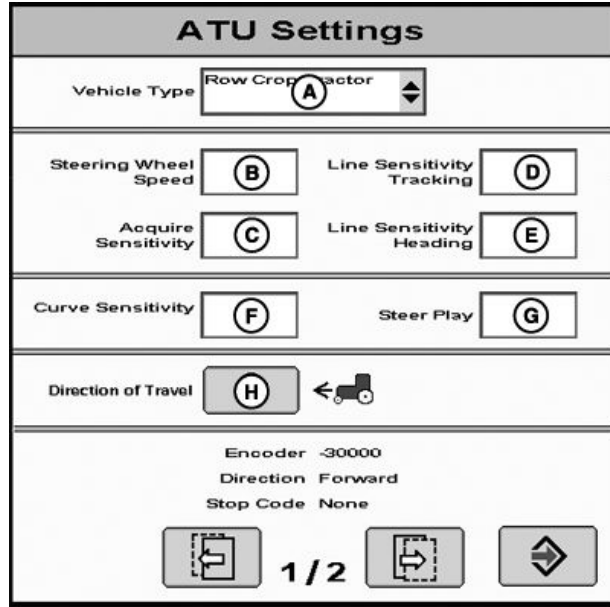 ATU Settings
Vehicle Type
Row Crop Tractor
A
Steering Wheel Speed
B
Line Sensitivity Tracking
D
Acquire Sensitivity
C
Line Sensitivity Heading
E
Curve Sensitivity
F
Steer Play
G
Direction of Travel
H
Encoder -30000
Direction Forward
Stop Code None
1/2